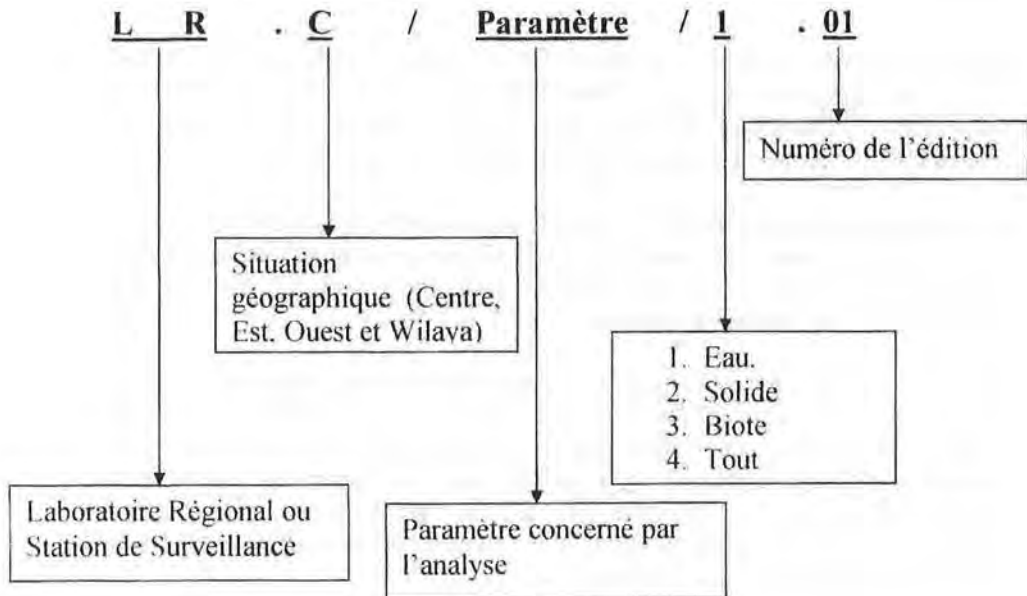 L R . C / Paramètre / 1 . 01
Numéro de l'édition
Situation
géographique (Centre,
Est. Ouest et Wilaya)
1. Eau.
2. Solide
3. Biote
4. Tout
Laboratoire Régional ou
Station de Surveillance
Paramètre concerné par
l'analyse